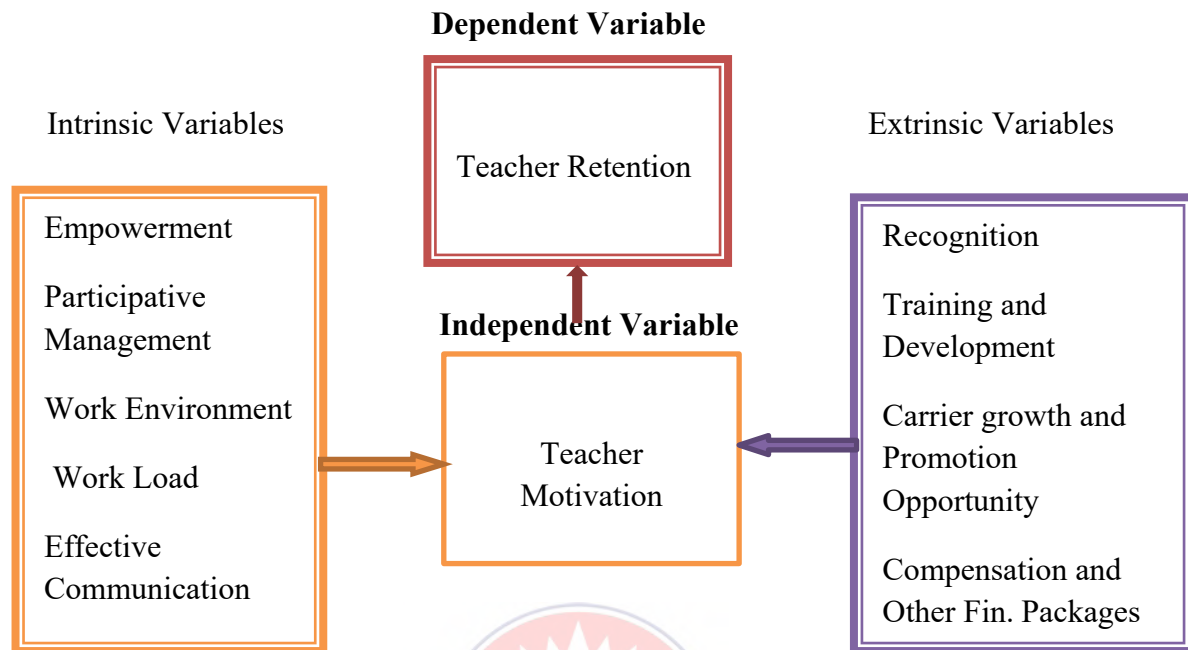 Dependent Variable
Teacher Retention
Intrinsic Variables
Empowerment
Participative
Management
Work Environment
Work Load
Effective
Communication
Independent Variable
Teacher
Motivation
Extrinsic Variables
Recognition
Training and
Development
Carrier growth and
Promotion
Opportunity
Compensation and
Other Fin. Packages